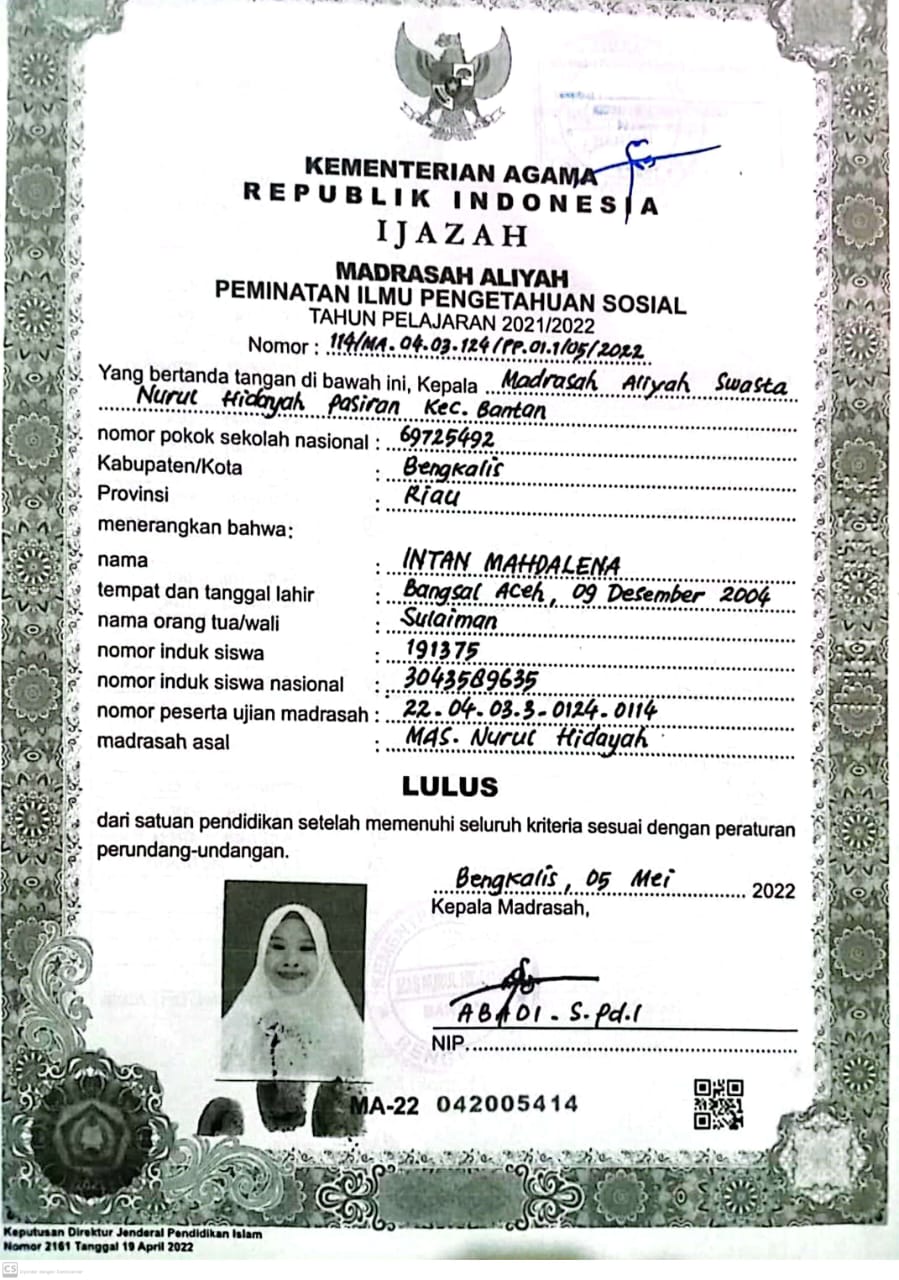 KEMENTERIAN AGAMA
REPUBLIK INDONESIA
IJAZAH
MADRASAH ALIYAH
PEMINATAN ILMU PENGETAHUAN SOSIAL
TAHUN PELAJARAN 2021/2022
Nomor : 114/MA.04.03.124/PP.01.1/05/2022
Yang bertanda tangan di bawah ini, Kepala Madrasah Aliyah Swasta
Nurul Hidayah Pasiran Kec. Bantan
nomor pokok sekolah nasional : 69725492
Kabupaten/Kota : Bengkalis
Provinsi : Riau
menerangkan bahwa:
nama : INTAN MAHDALENA
tempat dan tanggal lahir : Bangsal Aceh, 09 Desember 2004
nama orang tua/wali : Sulaiman
nomor induk siswa : 191375
nomor induk siswa nasional : 3043589635
nomor peserta ujian madrasah : 22-04-03-3-0124-0114
madrasah asal : MAS. Nurul Hidayah
LULUS
dari satuan pendidikan setelah memenuhi seluruh kriteria sesuai dengan peraturan
perundang-undangan.
Bengkalis, 05 Mei 2022
Kepala Madrasah,
ABADI. S.Pd.I
NIP.
MA-22 042005414
Keputusan Direktur Jenderal Pendidikan Islam
Nomor 2161 Tanggal 19 April 2022
CS